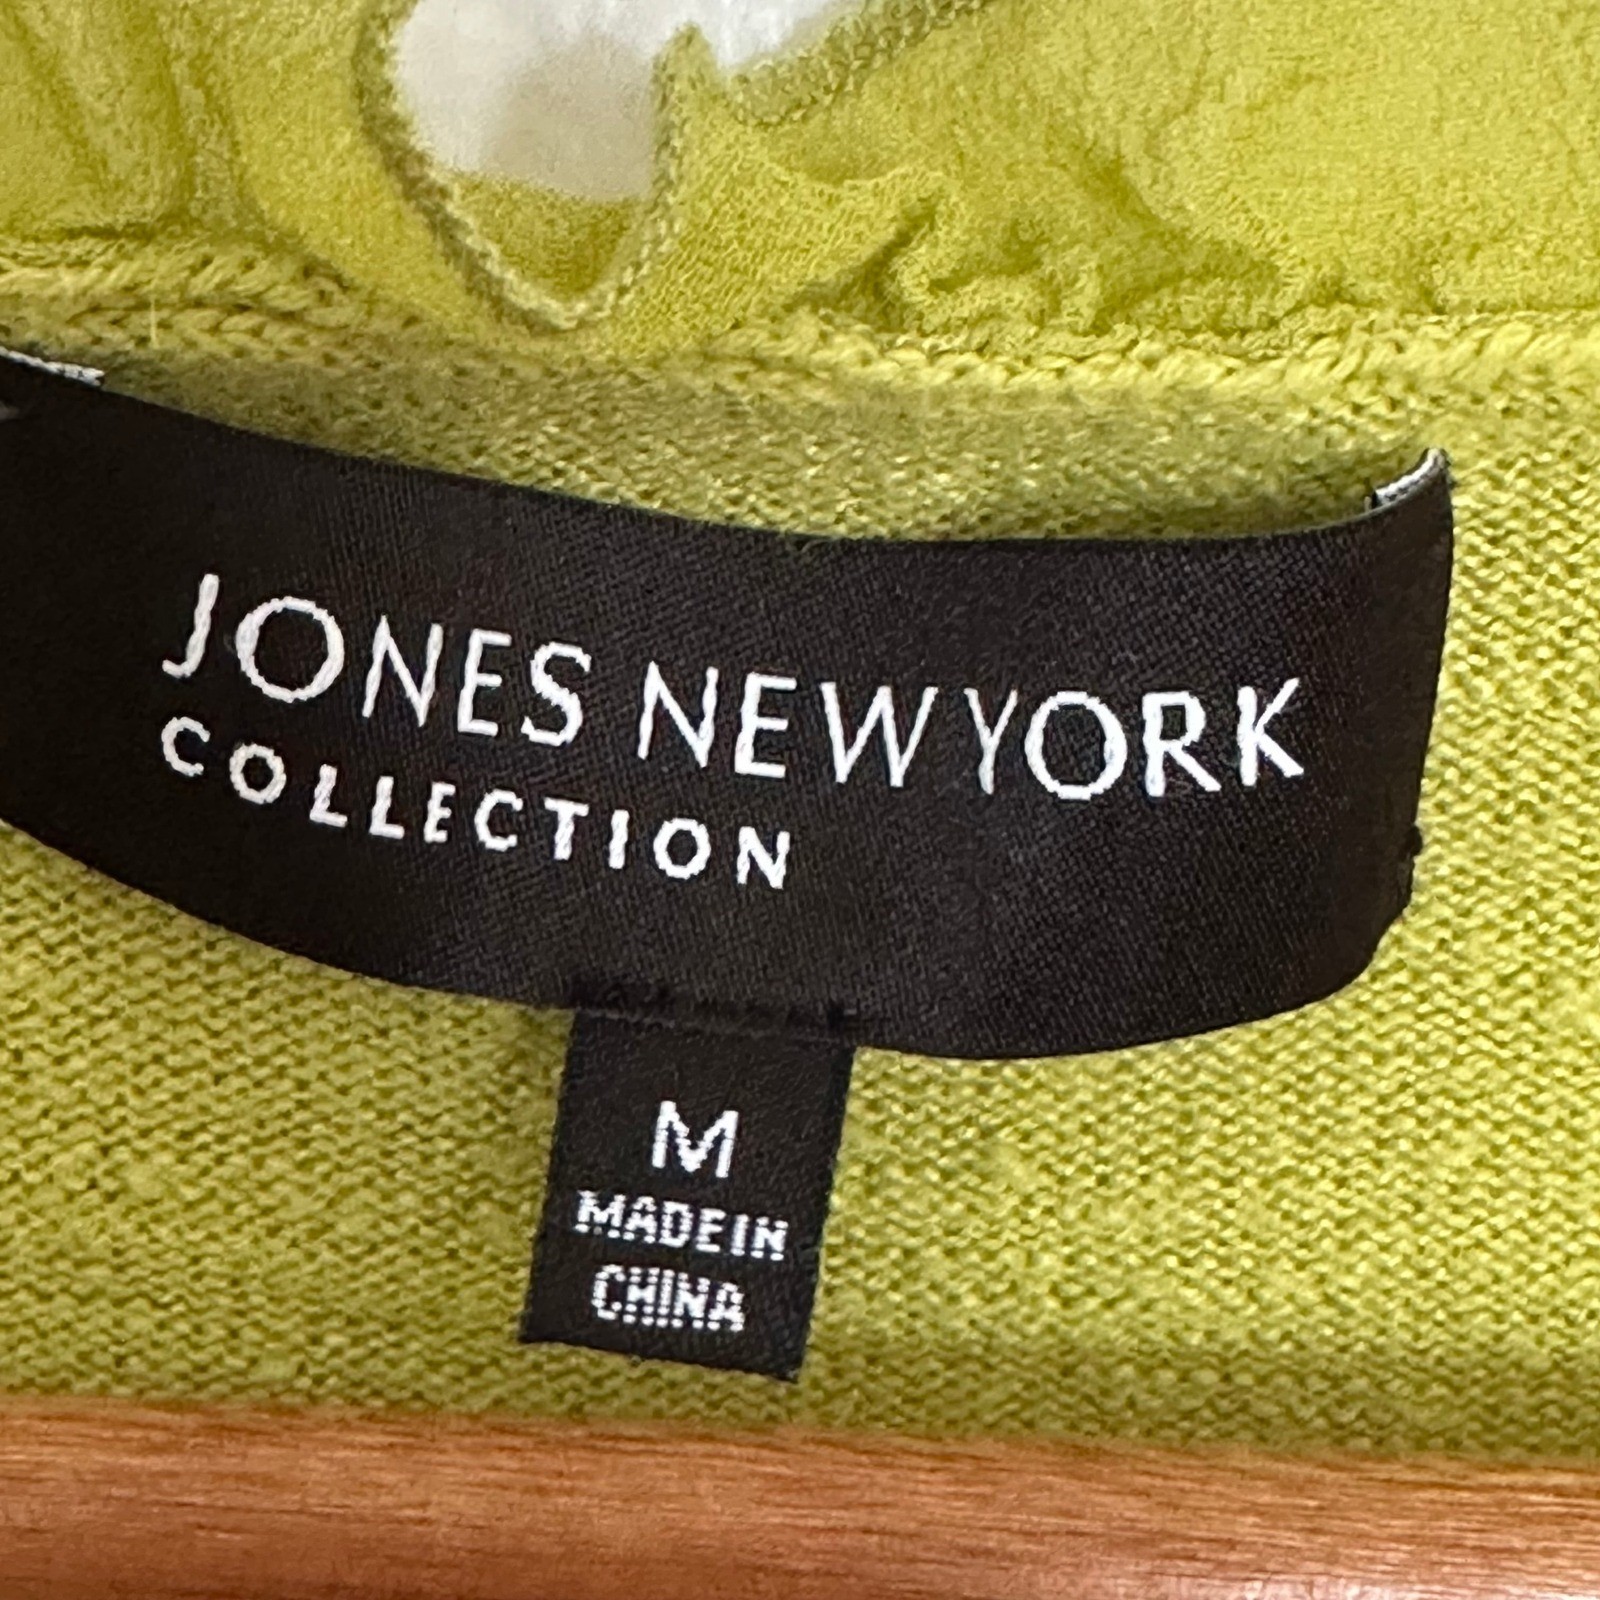 JONES NEW YORK
COLLECTION
M
MADE IN
CHINA